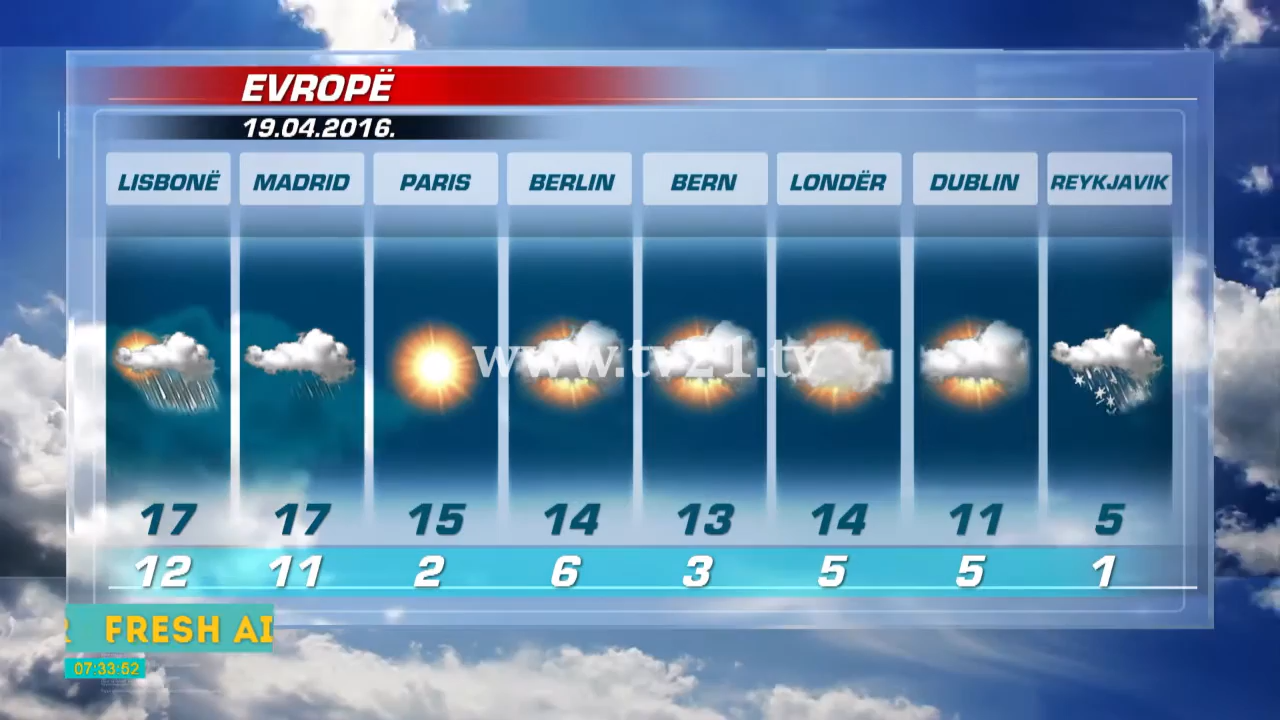 EVROPË
19.04.2016.
LISBONË MADRID PARIS BERLIN BERN LONDËR DUBLIN REYKJAVIK
www.tv21.tv
17 17 15 14 13 14 11 5
12 11 2 6 3 5 5 1
FRESH AI
07:33:52